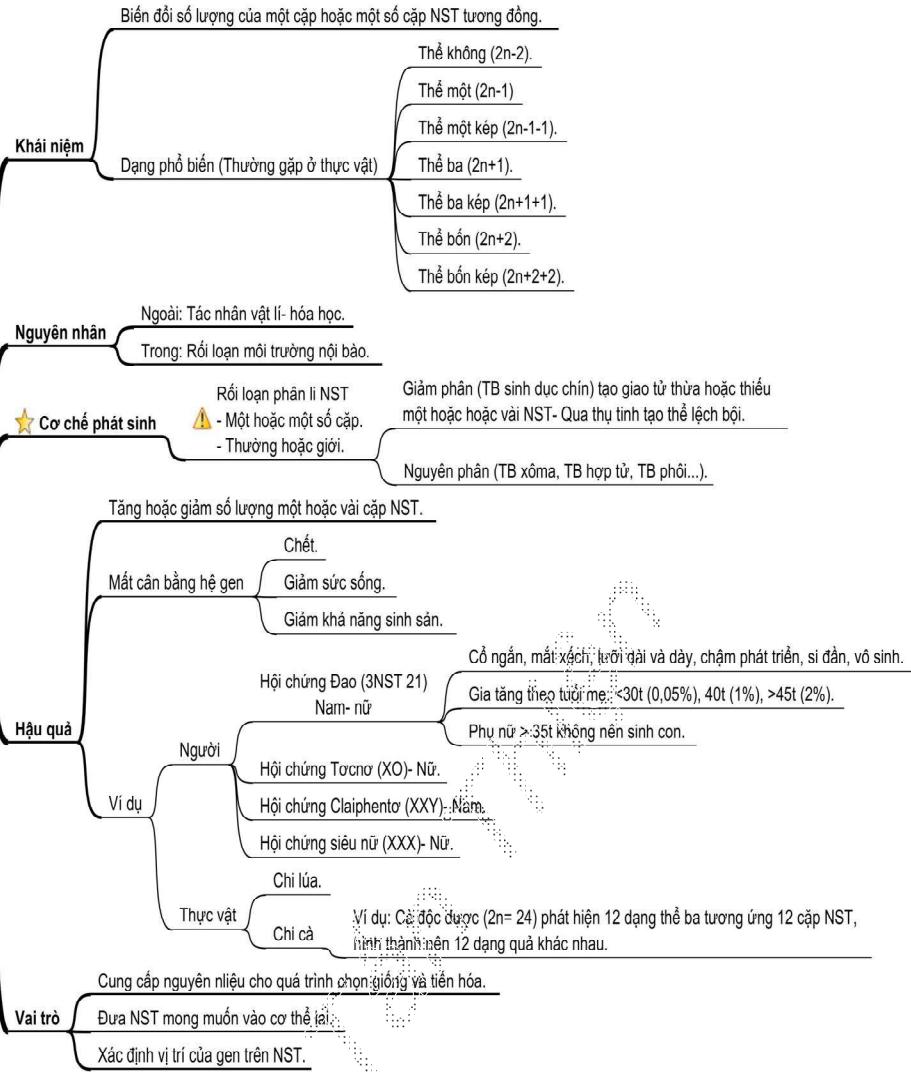 Khái niệm
Biến đổi số lượng của một cặp hoặc một số cặp NST tương đồng.
Dạng phổ biến (Thường gặp ở thực vật)
Thể không (2n-2).
Thể một (2n-1)
Thể một kép (2n-1-1).
Thể ba (2n+1).
Thể ba kép (2n+1+1).
Thể bốn (2n+2).
Thể bốn kép (2n+2+2).
Nguyên nhân
Ngoài: Tác nhân vật lí- hóa học.
Trong: Rối loạn môi trường nội bào.
Cơ chế phát sinh
Rối loạn phân li NST
- Một hoặc một số cặp.
- Thường hoặc giới.
Giảm phân (TB sinh dục chín) tạo giao tử thừa hoặc thiếu
một hoặc hoặc vài NST- Qua thụ tinh tạo thể lệch bội.
Nguyên phân (TB xôma, TB hợp tử, TB phôi...).
Hậu quả
Tăng hoặc giảm số lượng một hoặc vài cặp NST.
Mất cân bằng hệ gen
Chết.
Giảm sức sống.
Giảm khả năng sinh sản.
Ví dụ
Người
Hội chứng Đao (3NST 21)
Nam- nữ
Cổ ngắn, mắt xếch, lưỡi dài và dày, chậm phát triển, si đần, vô sinh.
Gia tăng theo tuổi mẹ: <30t (0,05%), 40t (1%), >45t (2%).
Phụ nữ > 35t không nên sinh con.
Hội chứng Tơcnơ (XO)- Nữ.
Hội chứng Claiphentơ (XXY)- Nam.
Hội chứng siêu nữ (XXX)- Nữ.
Thực vật
Chi lúa.
Chi cà
Ví dụ: Cà độc dược (2n= 24) phát hiện 12 dạng thể ba tương ứng 12 cặp NST,
hình thành nên 12 dạng quả khác nhau.
Vai trò
Cung cấp nguyên nliệu cho quá trình chọn giống và tiến hóa.
Đưa NST mong muốn vào cơ thể lai.
Xác định vị trí của gen trên NST.